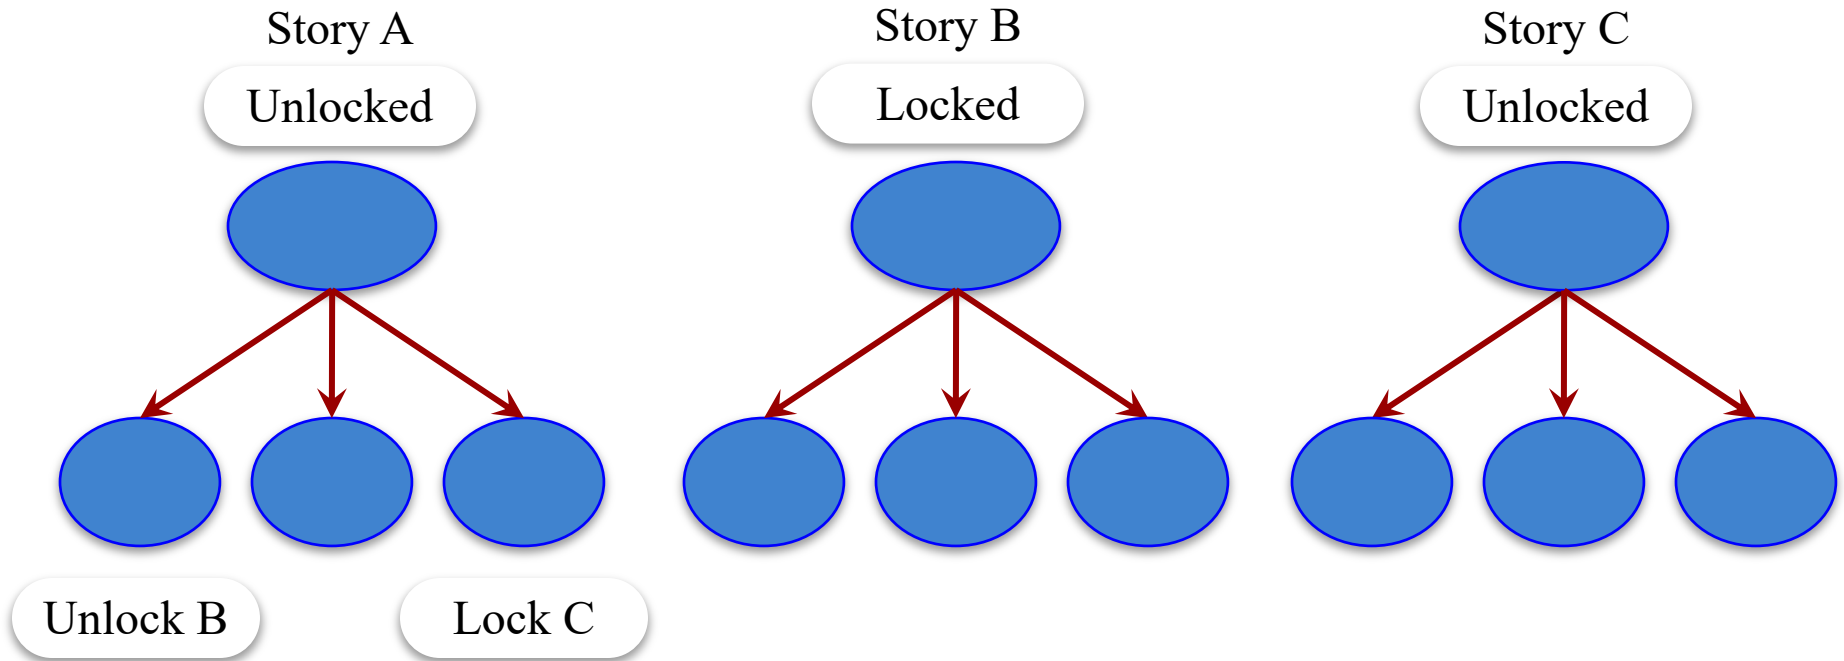 Story A
Story B
Story C
Unlocked
Locked
Unlocked
Unlock B
Lock C